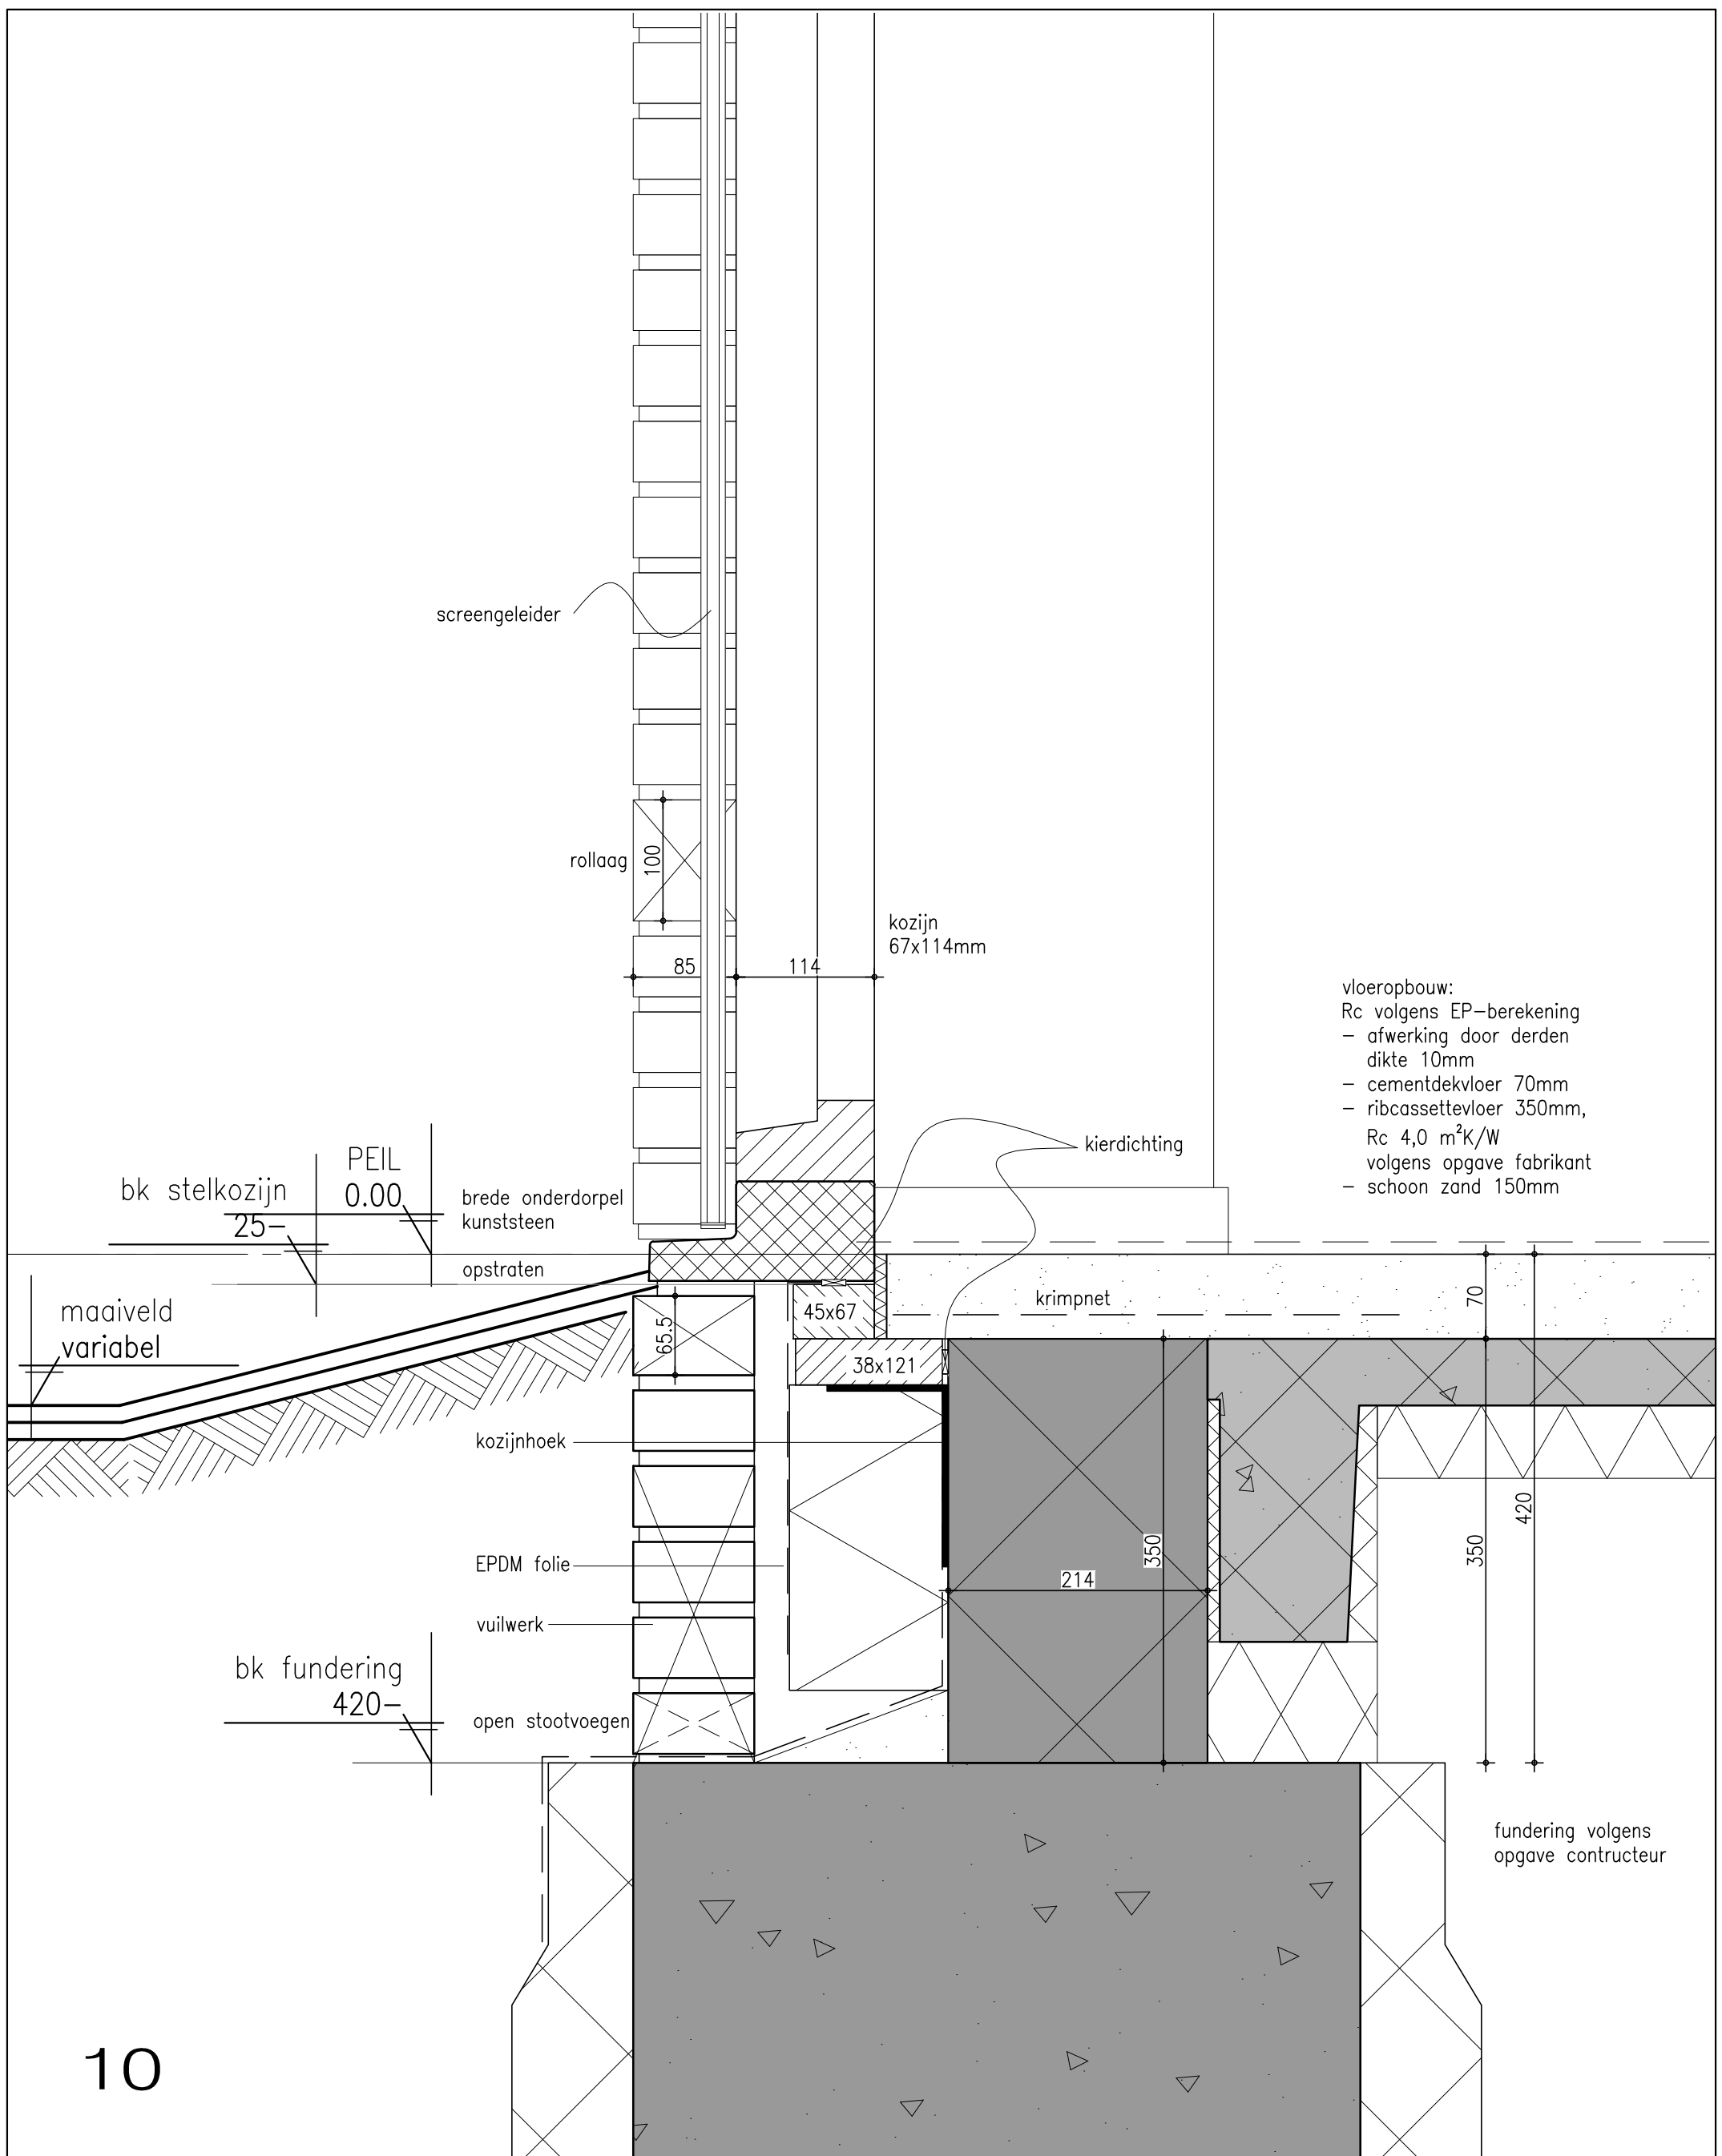 screengeleider
rollaag
100
kozijn
67x114mm
85
114
vloeropbouw:
Rc volgens EP-berekening
- afwerking door derden
dikte 10mm
- cementdekvloer 70mm
- ribcassettevloer 350mm,
Rc 4,0 m²K/W
volgens opgave fabrikant
- schoon zand 150mm
kierdichting
PEIL
0.00
bk stelkozijn
25-
brede onderdorpel
kunststeen
opstraten
maaiveld
variabel
45x67
krimpnet
70
65.5
38x121
kozijnhoek
420
350
350
214
EPDM folie
vuilwerk
bk fundering
420-
open stootvoegen
fundering volgens
opgave contructeur
10